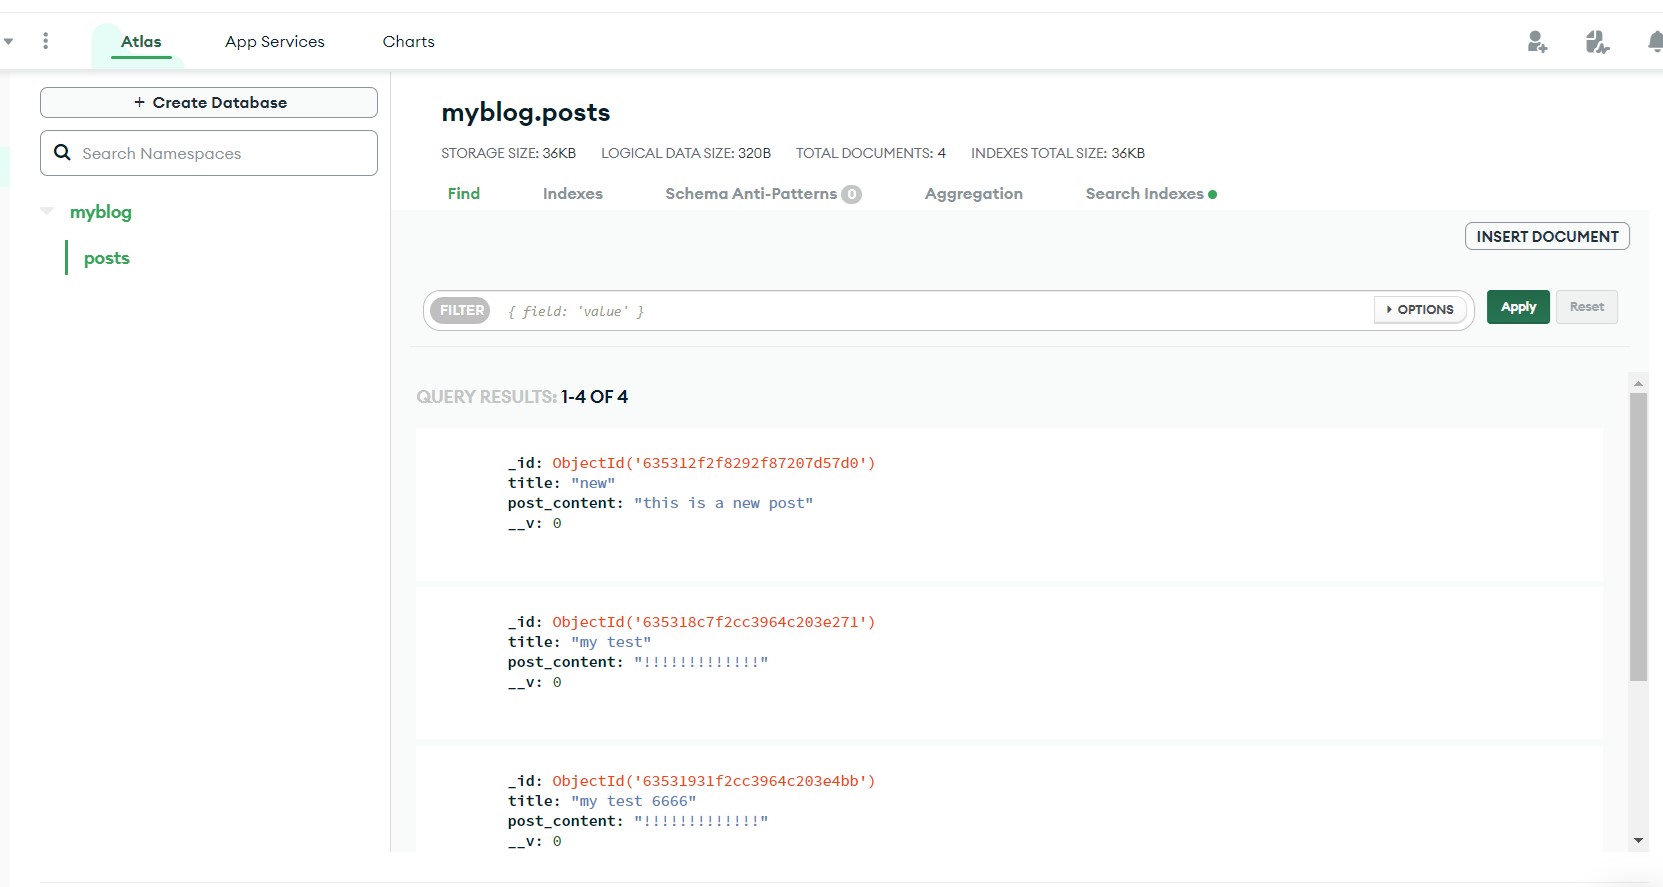 Atlas
App Services
Charts
+ Create Database
Search Namespaces
myblog
posts
myblog.posts
STORAGE SIZE: 36KB LOGICAL DATA SIZE: 320B TOTAL DOCUMENTS: 4 INDEXES TOTAL SIZE: 36KB
Find Indexes Schema Anti-Patterns 0 Aggregation Search Indexes
INSERT DOCUMENT
FILTER { field: 'value' } OPTIONS Apply Reset
QUERY RESULTS: 1-4 OF 4
_id: ObjectId('635312f2f8292f87207d57d0')
title: "new"
post_content: "this is a new post"
__v: 0
_id: ObjectId('635318c7f2cc3964c203e271')
title: "my test"
post_content: "!!!!!!!!!!!!!"
__v: 0
_id: ObjectId('63531931f2cc3964c203e4bb')
title: "my test 6666"
post_content: "!!!!!!!!!!!!!"
__v: 0